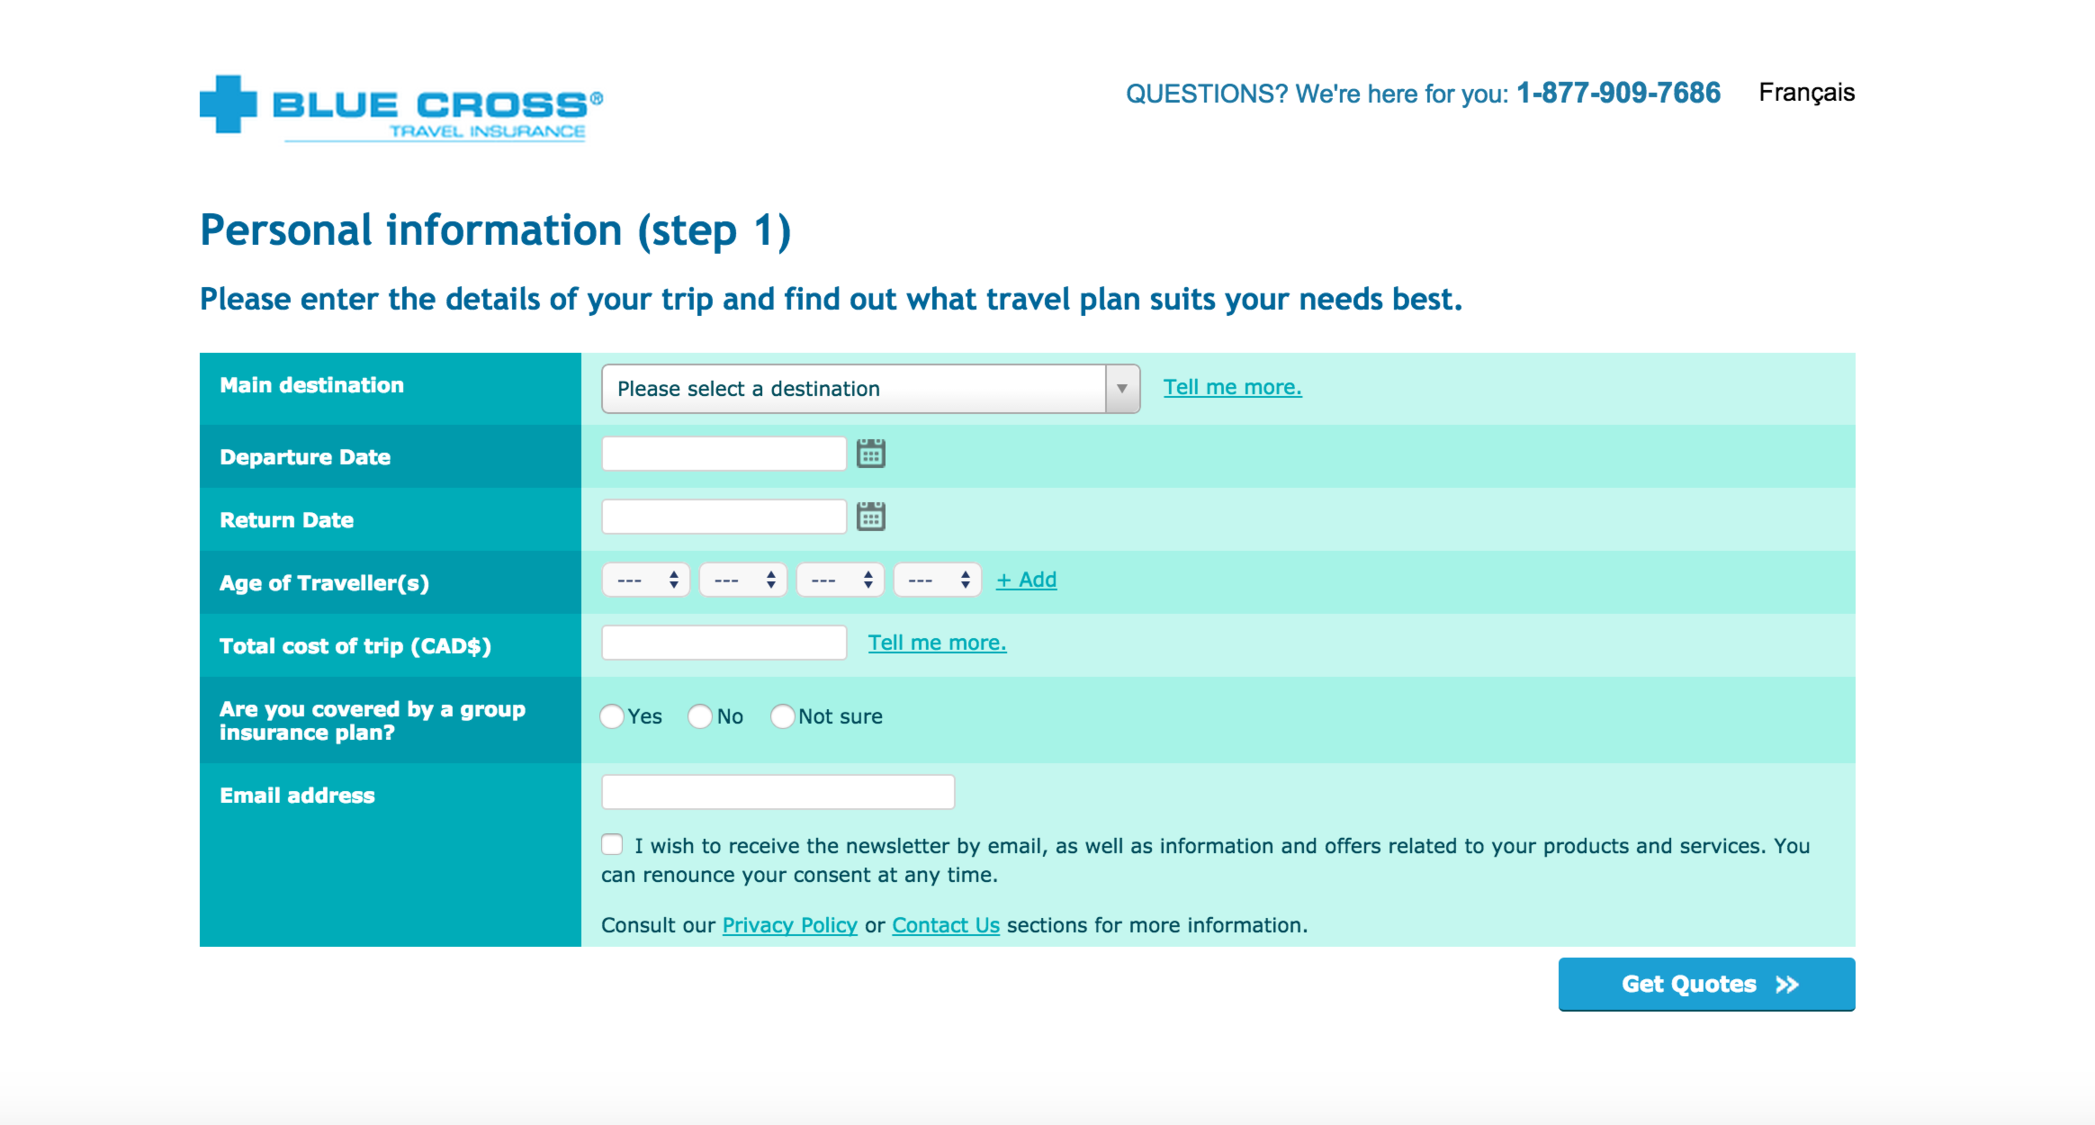 BLUE CROSS®
TRAVEL INSURANCE
QUESTIONS? We're here for you: 1-877-909-7686 Français
Personal information (step 1)
Please enter the details of your trip and find out what travel plan suits your needs best.
Main destination Please select a destination Tell me more.
Departure Date
Return Date
Age of Traveller(s) --- --- --- --- + Add
Total cost of trip (CAD$) Tell me more.
Are you covered by a group
insurance plan?
Yes No Not sure
Email address
I wish to receive the newsletter by email, as well as information and offers related to your products and services. You
can renounce your consent at any time.
Consult our Privacy Policy or Contact Us sections for more information.
Get Quotes »